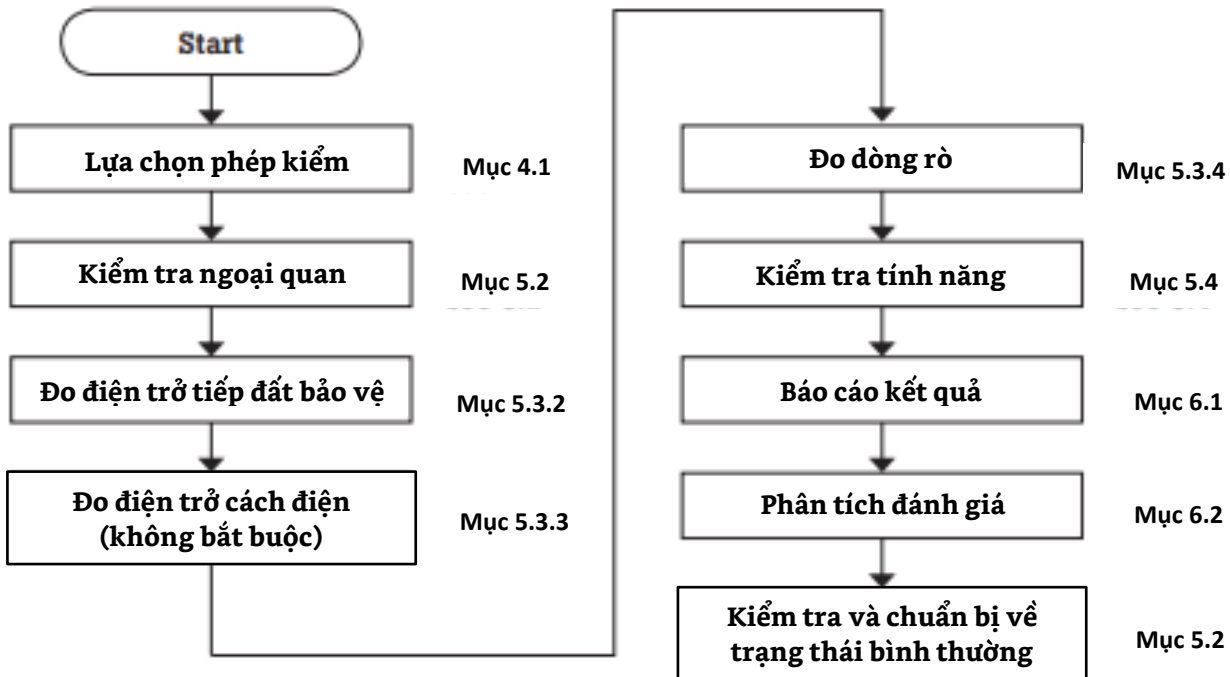 Start
Lựa chọn phép kiểm
Mục 4.1
Kiểm tra ngoại quan
Mục 5.2
Đo điện trở tiếp đất bảo vệ
Mục 5.3.2
Đo điện trở cách điện
(không bắt buộc)
Mục 5.3.3
Đo dòng rò
Mục 5.3.4
Kiểm tra tính năng
Mục 5.4
Báo cáo kết quả
Mục 6.1
Phân tích đánh giá
Mục 6.2
Kiểm tra và chuẩn bị về
trạng thái bình thường
Mục 5.2